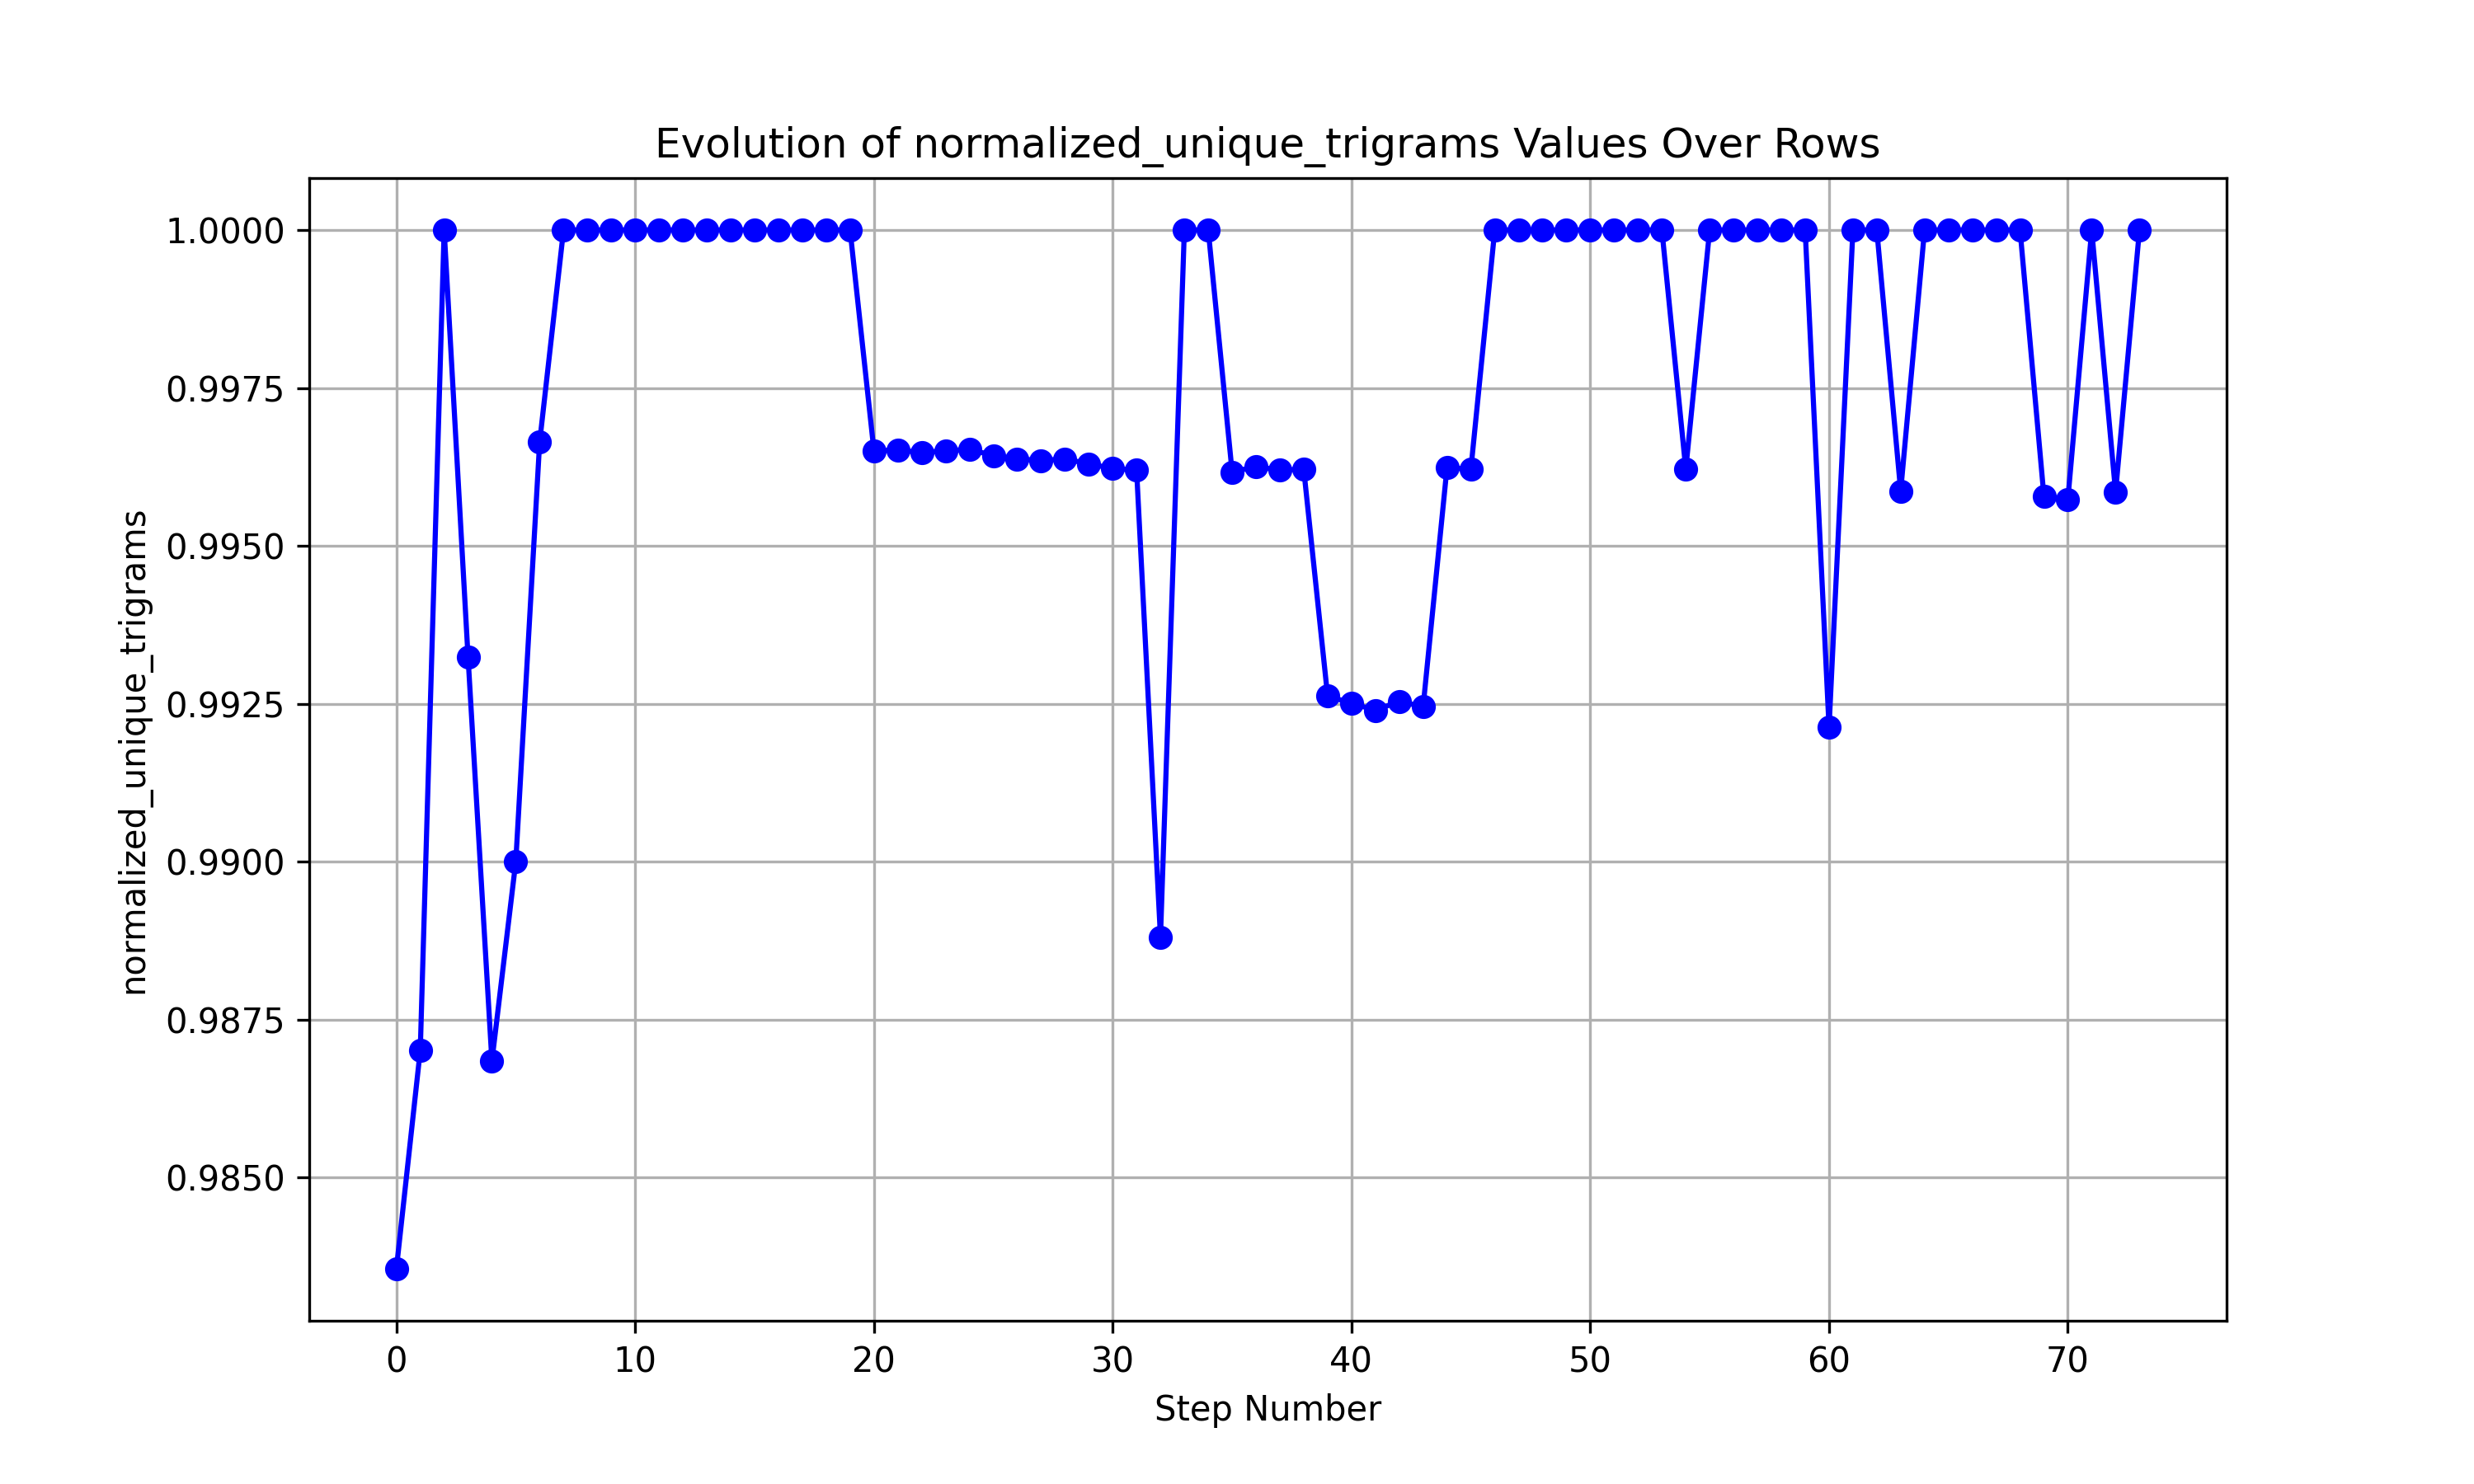 Evolution of normalized_unique_trigrams Values Over Rows
1.0000
0.9975
0.9950
0.9925
0.9900
0.9875
0.9850
normalized_unique_trigrams
0 10 20 30 40 50 60 70
Step Number